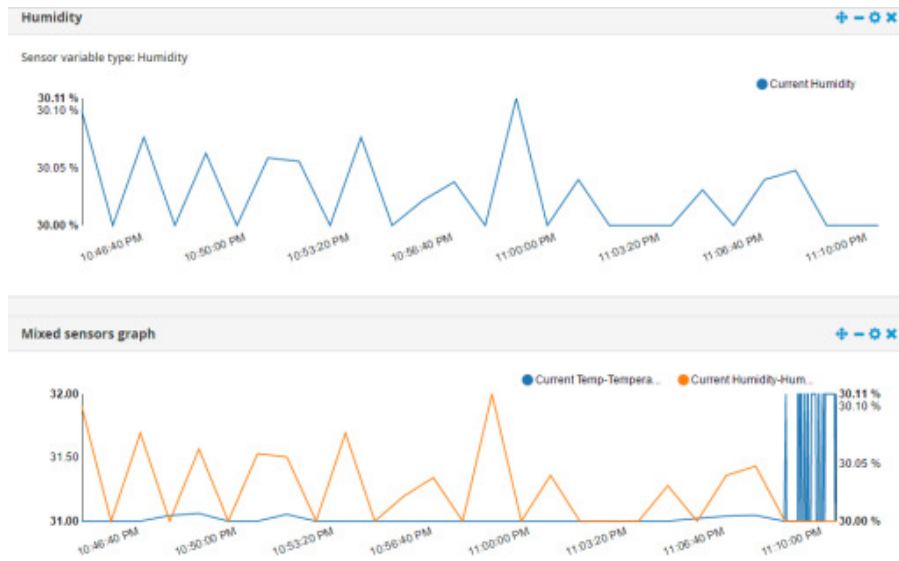 Humidity
Sensor variable type: Humidity
Current Humidity
30.11 %
30.10 %
30.05 %
30.00 %
10:46:40 PM
10:50:00 PM
10:53:20 PM
10:56:40 PM
11:00:00 PM
11:03:20 PM
11:06:40 PM
11:10:00 PM
Mixed sensors graph
Current Temp-Tempera...
Current Humidity-Hum...
32.00
31.50
31.00
30.11 %
30.10 %
30.05 %
30.00 %
10:46:40 PM
10:50:00 PM
10:53:20 PM
10:56:40 PM
11:00:00 PM
11:03:20 PM
11:06:40 PM
11:10:00 PM